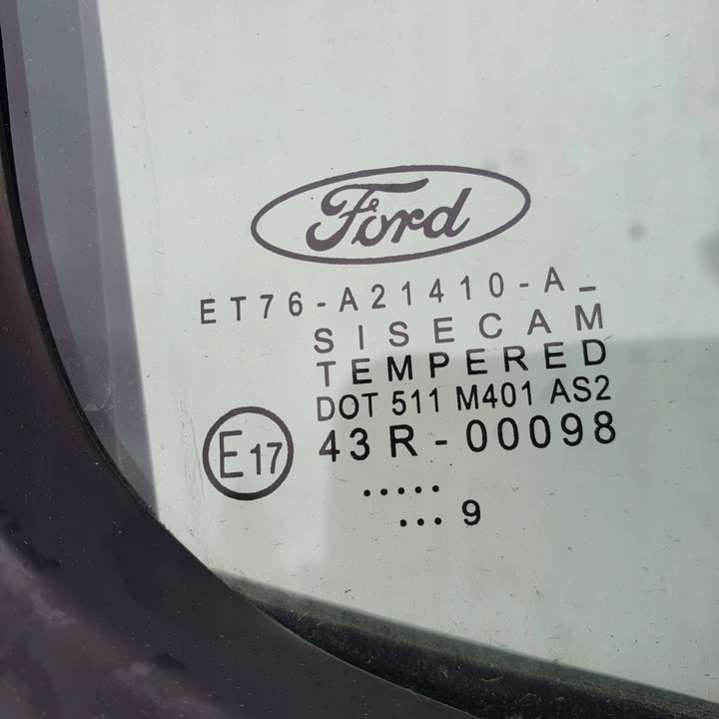 Ford
ET76-A21410-A_
SISECAM
TEMPERED
DOT 511 M401 AS2
E17 43R-00098
.....
... 9